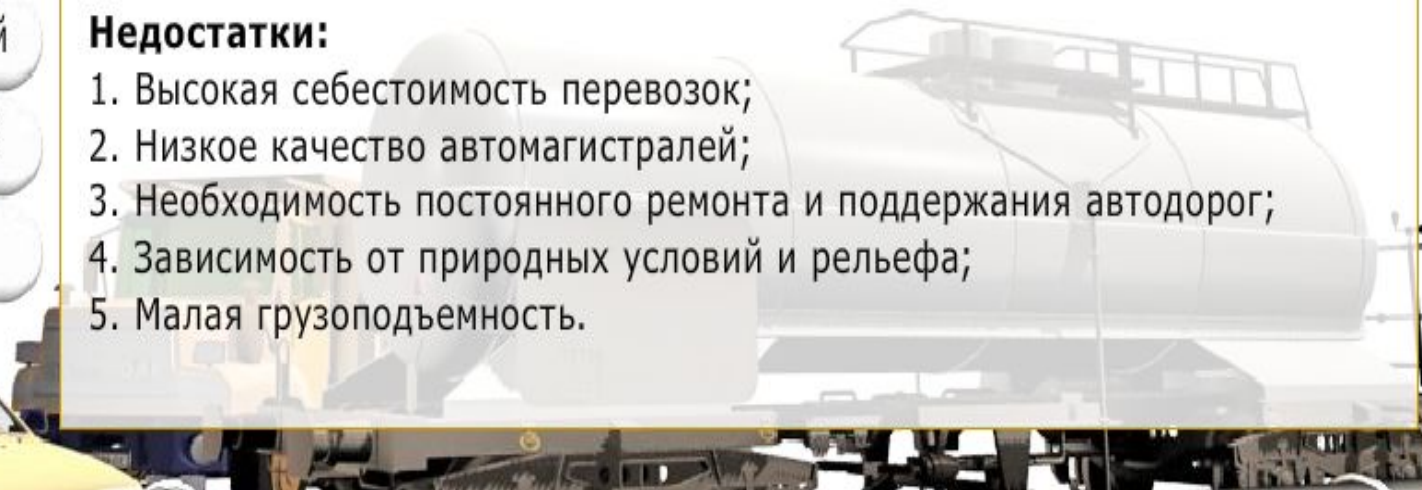 Недостатки:
1. Высокая себестоимость перевозок;
2. Низкое качество автомагистралей;
3. Необходимость постоянного ремонта и поддержания автодорог;
4. Зависимость от природных условий и рельефа;
5. Малая грузоподъемность.